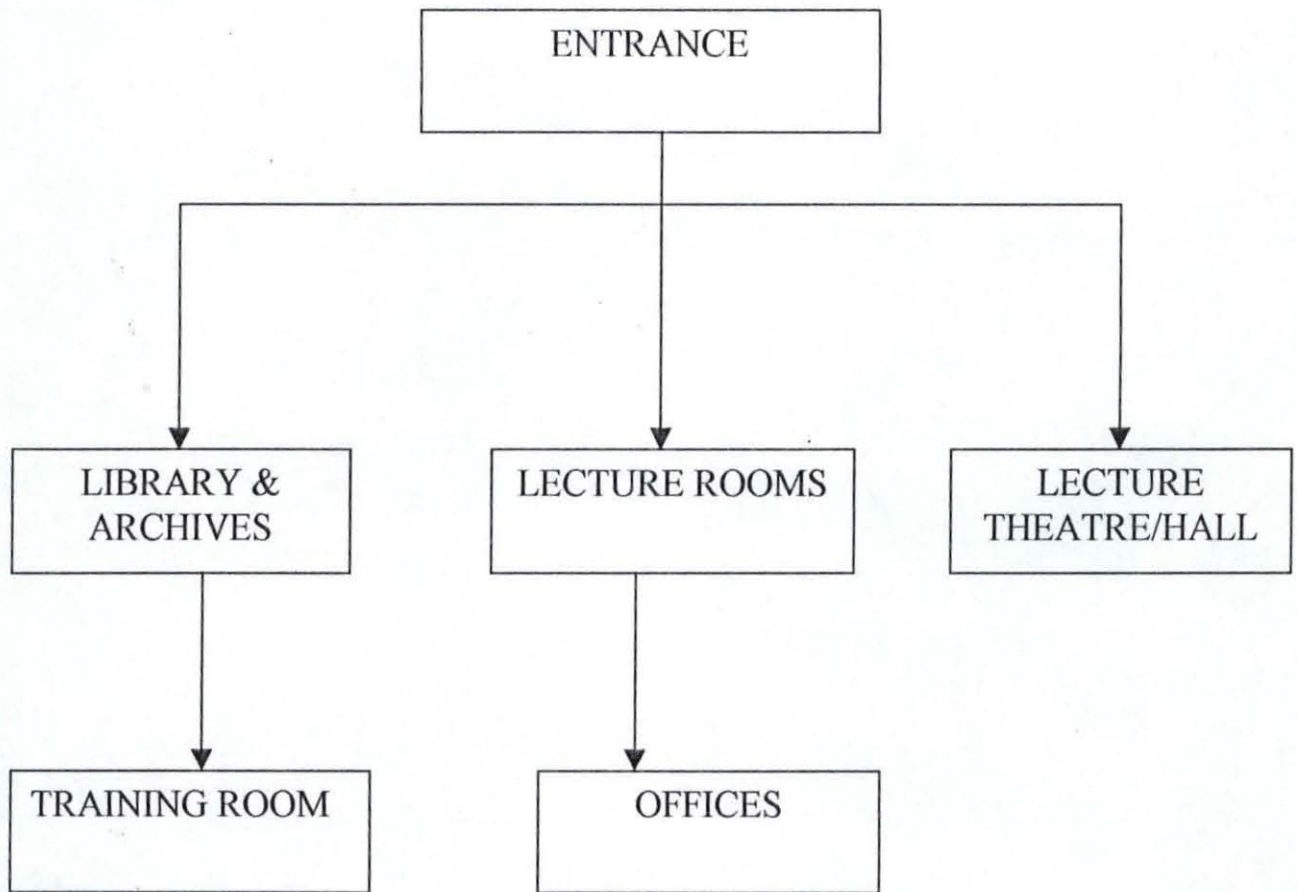 ENTRANCE
LIBRARY &
ARCHIVES
LECTURE ROOMS
LECTURE
THEATRE/HALL
TRAINING ROOM
OFFICES